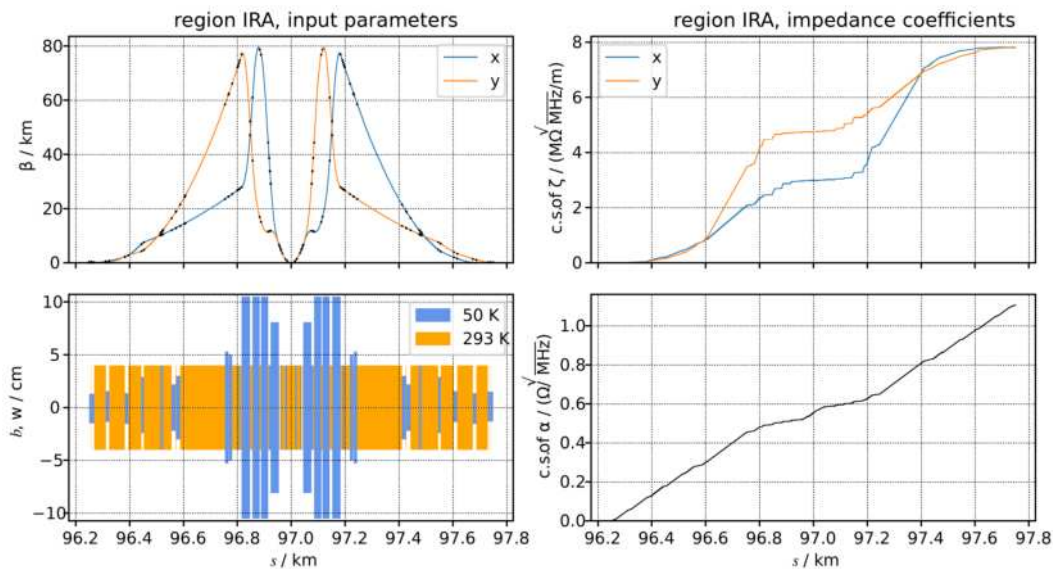 region IRA, input parameters
80
60
40
20
0
β / km
x
y
region IRA, impedance coefficients
8
6
4
2
0
c.s.of ζ / (MΩ√MHz/m)
x
y
10
5
0
−5
−10
b, w / cm
50 K
293 K
96.2 96.4 96.6 96.8 97.0 97.2 97.4 97.6 97.8
s / km
1.0
0.8
0.6
0.4
0.2
0.0
c.s.of α / (Ω/√MHz)
96.2 96.4 96.6 96.8 97.0 97.2 97.4 97.6 97.8
s / km